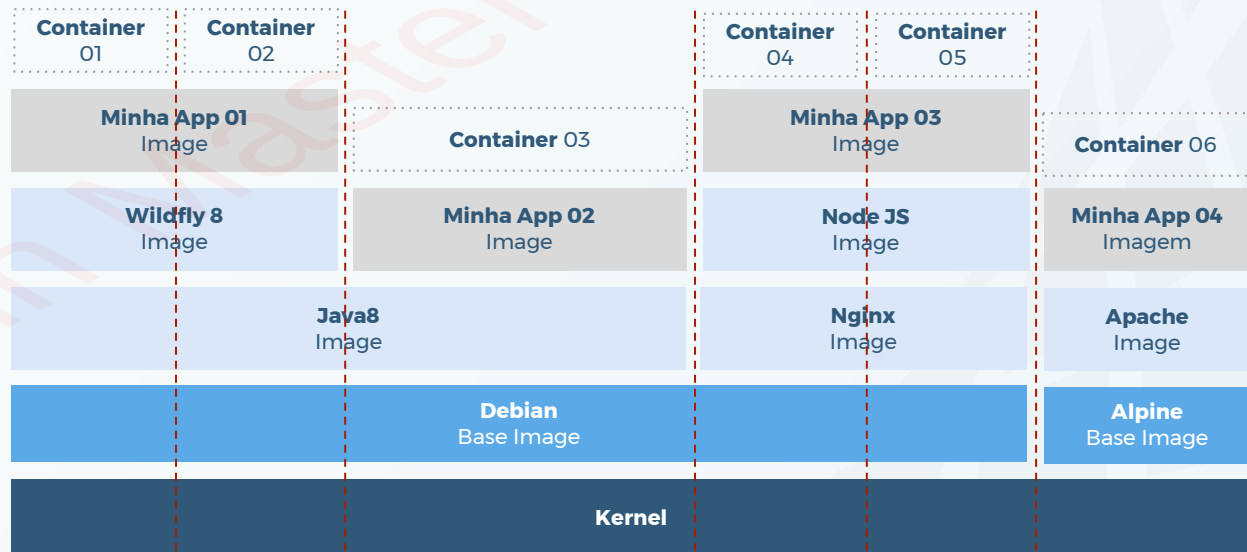 Container
01
Container
02
Container
04
Container
05
Minha App 01
Image
Container 03
Minha App 03
Image
Container 06
Wildfly 8
Image
Minha App 02
Image
Node JS
Image
Minha App 04
Imagem
Java8
Image
Nginx
Image
Apache
Image
Debian
Base Image
Alpine
Base Image
Kernel